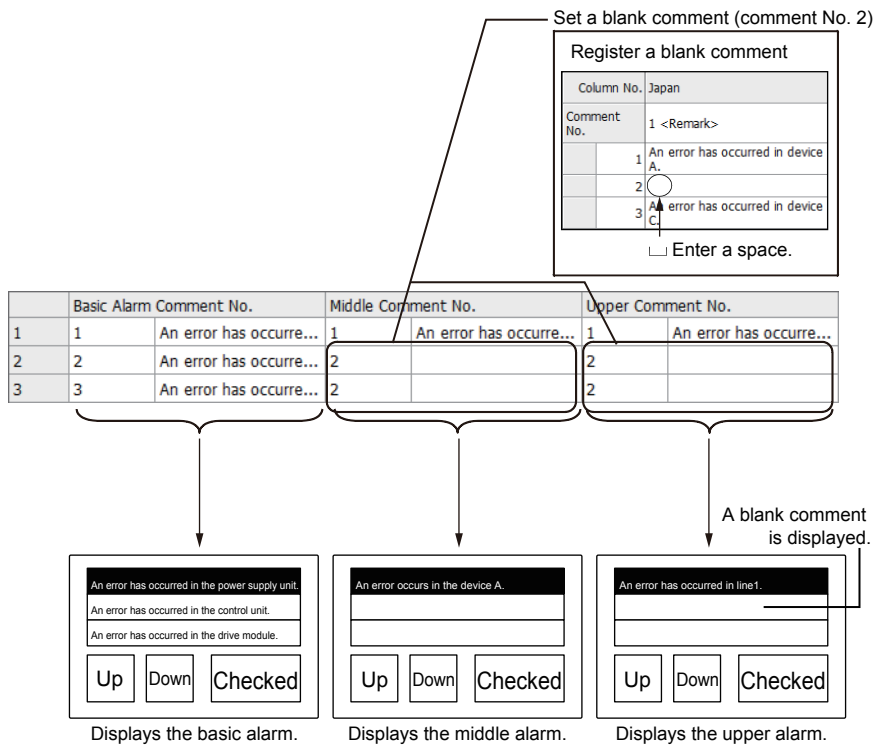 Set a blank comment (comment No. 2)
Register a blank comment
Column No. Japan
Comment No. 1 <Remark>
1 An error has occurred in device A.
2
3 An error has occurred in device C.
Enter a space.
Basic Alarm Comment No. Middle Comment No. Upper Comment No.
1 1 An error has occurre... 1 An error has occurre... 1 An error has occurre...
2 2 An error has occurre... 2 2
3 3 An error has occurre... 2 2
A blank comment
is displayed.
An error has occurred in the power supply unit.
An error has occurred in the control unit.
An error has occurred in the drive module.
Up Down Checked
Displays the basic alarm.
An error occurs in the device A.
Up Down Checked
Displays the middle alarm.
An error has occurred in line1.
Up Down Checked
Displays the upper alarm.